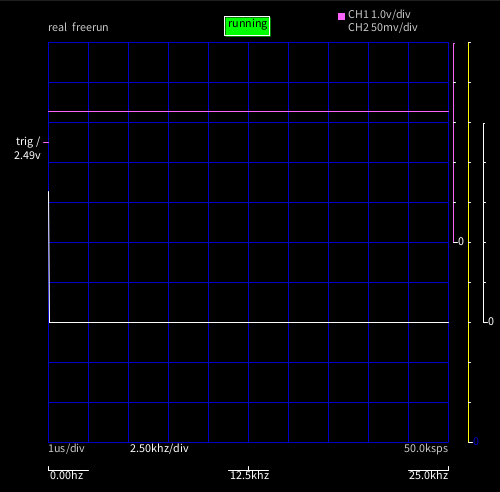 real freerun
running
CH1 1.0v/div
CH2 50mv/div
trig /
2.49v
0
0
0
1us/div
2.50khz/div
50.0ksps
0.00hz
12.5khz
25.0khz